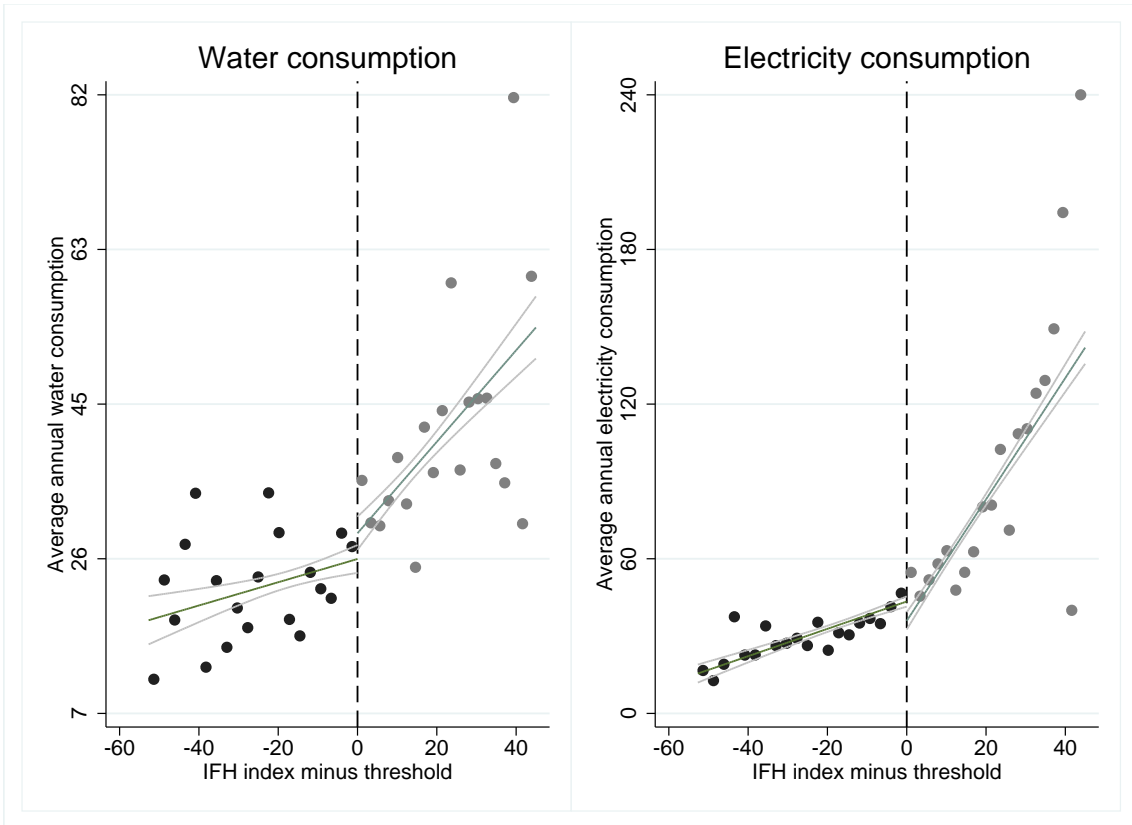 Water consumption
Average annual water consumption
82
63
45
26
7
-60 -40 -20 0 20 40
IFH index minus threshold
Electricity consumption
Average annual electricity consumption
240
180
120
60
0
-60 -40 -20 0 20 40
IFH index minus threshold